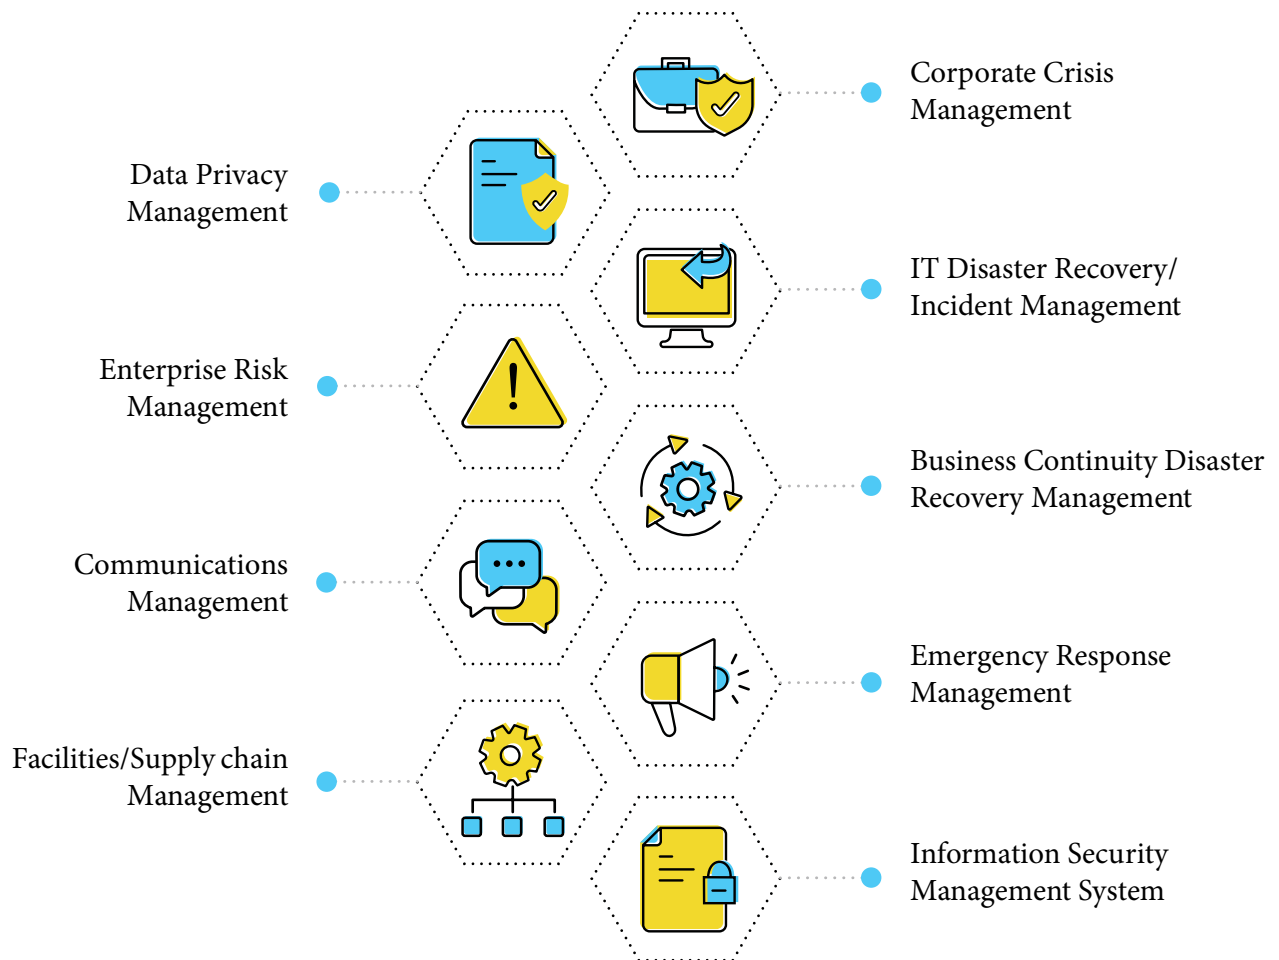 Corporate Crisis
Management
Data Privacy
Management
IT Disaster Recovery/
Incident Management
Enterprise Risk
Management
Business Continuity Disaster
Recovery Management
Communications
Management
Emergency Response
Management
Facilities/Supply chain
Management
Information Security
Management System